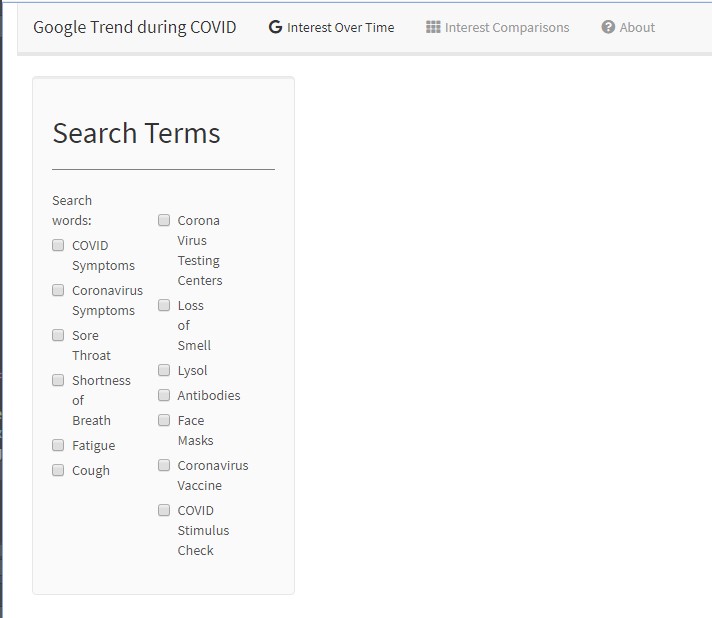 Google Trend during COVID
Interest Over Time
Interest Comparisons
About
Search Terms
Search
words:
COVID
Symptoms
Coronavirus
Symptoms
Sore
Throat
Shortness
of
Breath
Fatigue
Cough
Corona
Virus
Testing
Centers
Loss
of
Smell
Lysol
Antibodies
Face
Masks
Coronavirus
Vaccine
COVID
Stimulus
Check